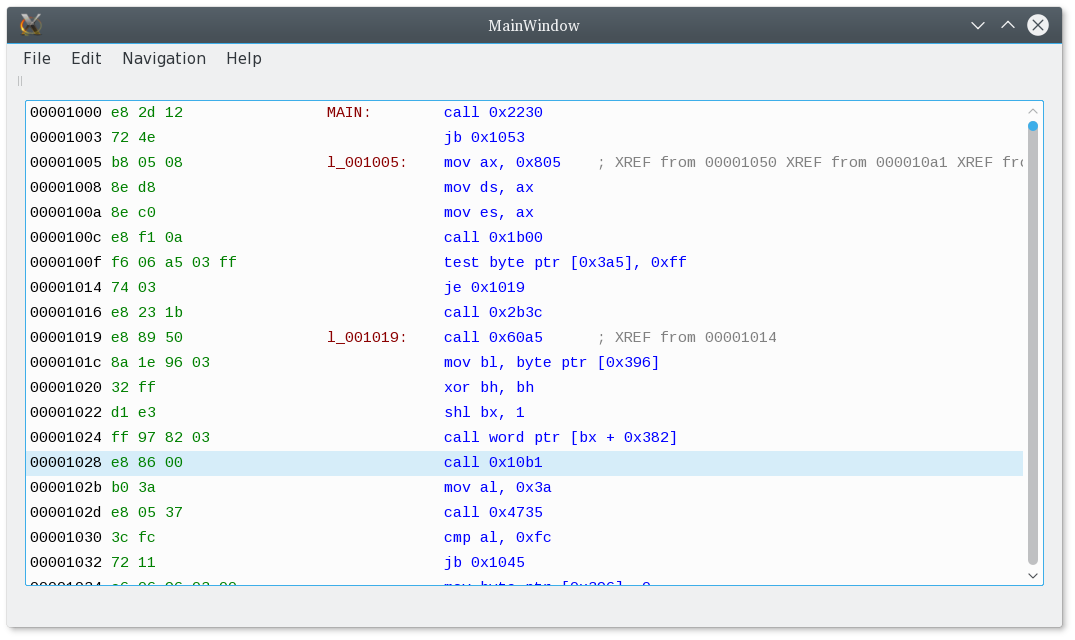 MainWindow
File Edit Navigation Help
00001000 e8 2d 12 MAIN: call 0x2230
00001003 72 4e jb 0x1053
00001005 b8 05 08 l_001005: mov ax, 0x805 ; XREF from 00001050 XREF from 000010a1 XREF fro
00001008 8e d8 mov ds, ax
0000100a 8e c0 mov es, ax
0000100c e8 f1 0a call 0x1b00
0000100f f6 06 a5 03 ff test byte ptr [0x3a5], 0xff
00001014 74 03 je 0x1019
00001016 e8 23 1b call 0x2b3c
00001019 e8 89 50 l_001019: call 0x60a5 ; XREF from 00001014
0000101c 8a 1e 96 03 mov bl, byte ptr [0x396]
00001020 32 ff xor bh, bh
00001022 d1 e3 shl bx, 1
00001024 ff 97 82 03 call word ptr [bx + 0x382]
00001028 e8 86 00 call 0x10b1
0000102b b0 3a mov al, 0x3a
0000102d e8 05 37 call 0x4735
00001030 3c fc cmp al, 0xfc
00001032 72 11 jb 0x1045